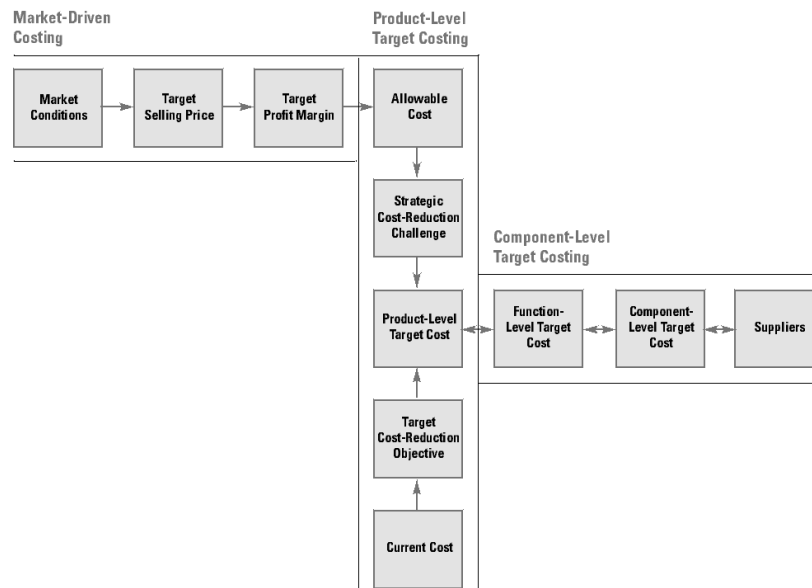 Market-Driven
Costing
Product-Level
Target Costing
Market
Conditions
Target
Selling Price
Target
Profit Margin
Allowable
Cost
Strategic
Cost-Reduction
Challenge
Component-Level
Target Costing
Product-Level
Target Cost
Function-
Level Target
Cost
Component-
Level Target
Cost
Suppliers
Target
Cost-Reduction
Objective
Current Cost